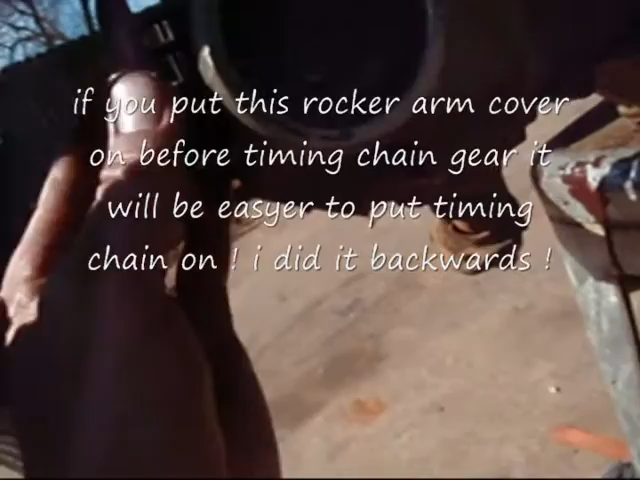 if you put this rocker arm cover
on before timing chain gear it
will be easyer to put timing
chain on ! i did it backwards !